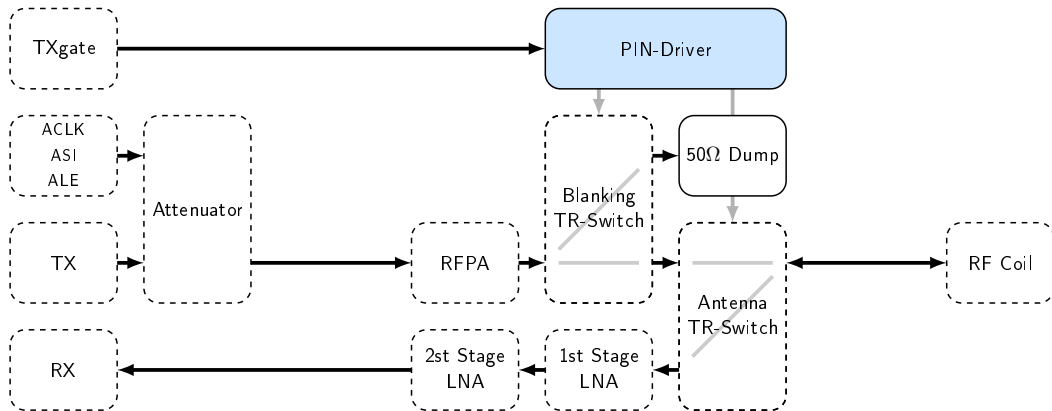 TXgate
PIN-Driver
ACLK
ASI
ALE
Attenuator
50Ω Dump
Blanking
TR-Switch
TX
RFPA
RF Coil
Antenna
TR-Switch
RX
2st Stage
LNA
1st Stage
LNA